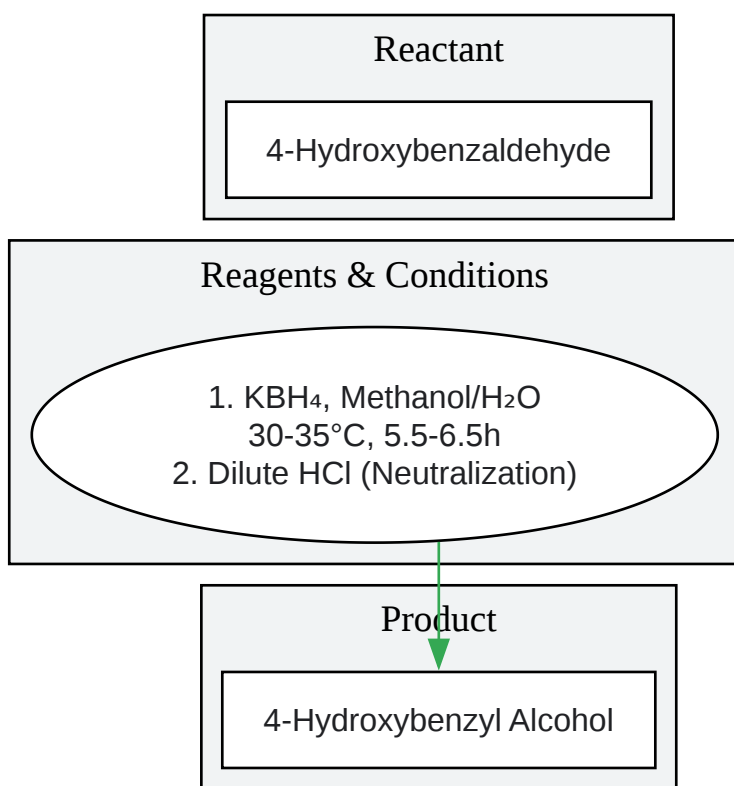 Reactant
4-Hydroxybenzaldehyde
Reagents & Conditions
1. KBH₄, Methanol/H₂O
30-35°C, 5.5-6.5h
2. Dilute HCl (Neutralization)
Product
4-Hydroxybenzyl Alcohol